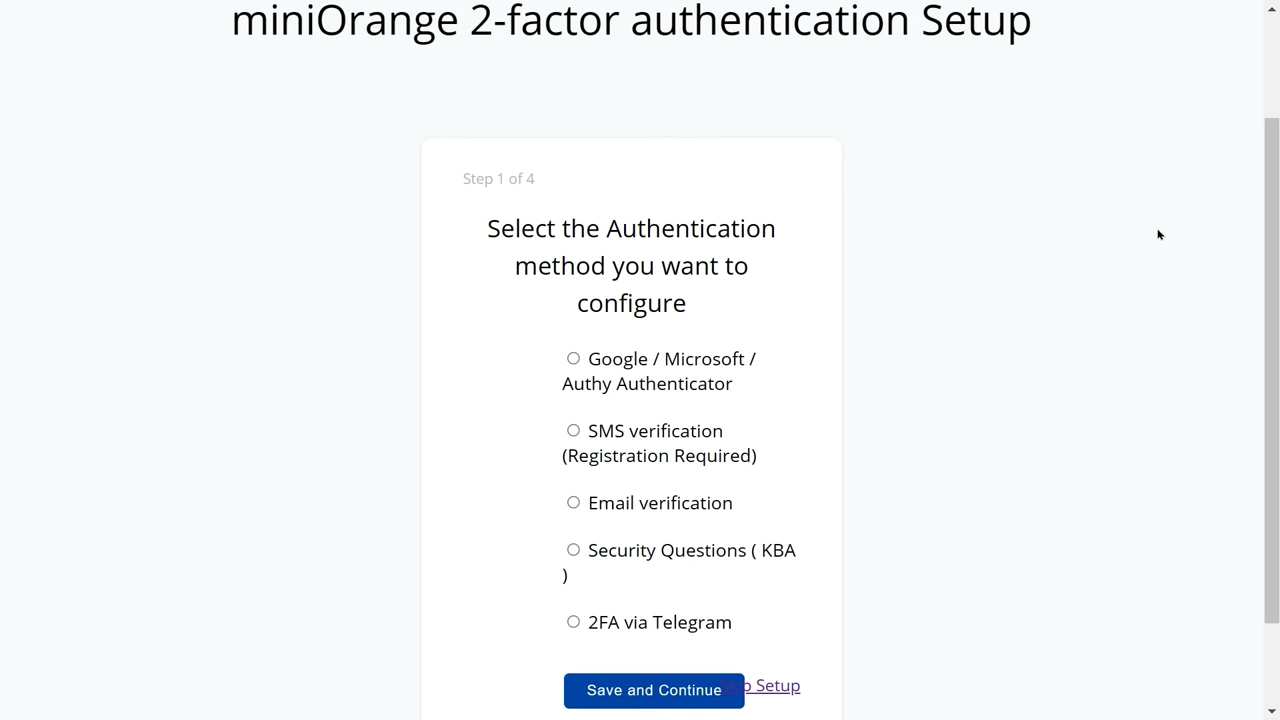 miniOrange 2-factor authentication Setup
Step 1 of 4
Select the Authentication
method you want to
configure
Google / Microsoft /
Authy Authenticator
SMS verification
(Registration Required)
Email verification
Security Questions ( KBA
)
2FA via Telegram
Save and Continue
Setup